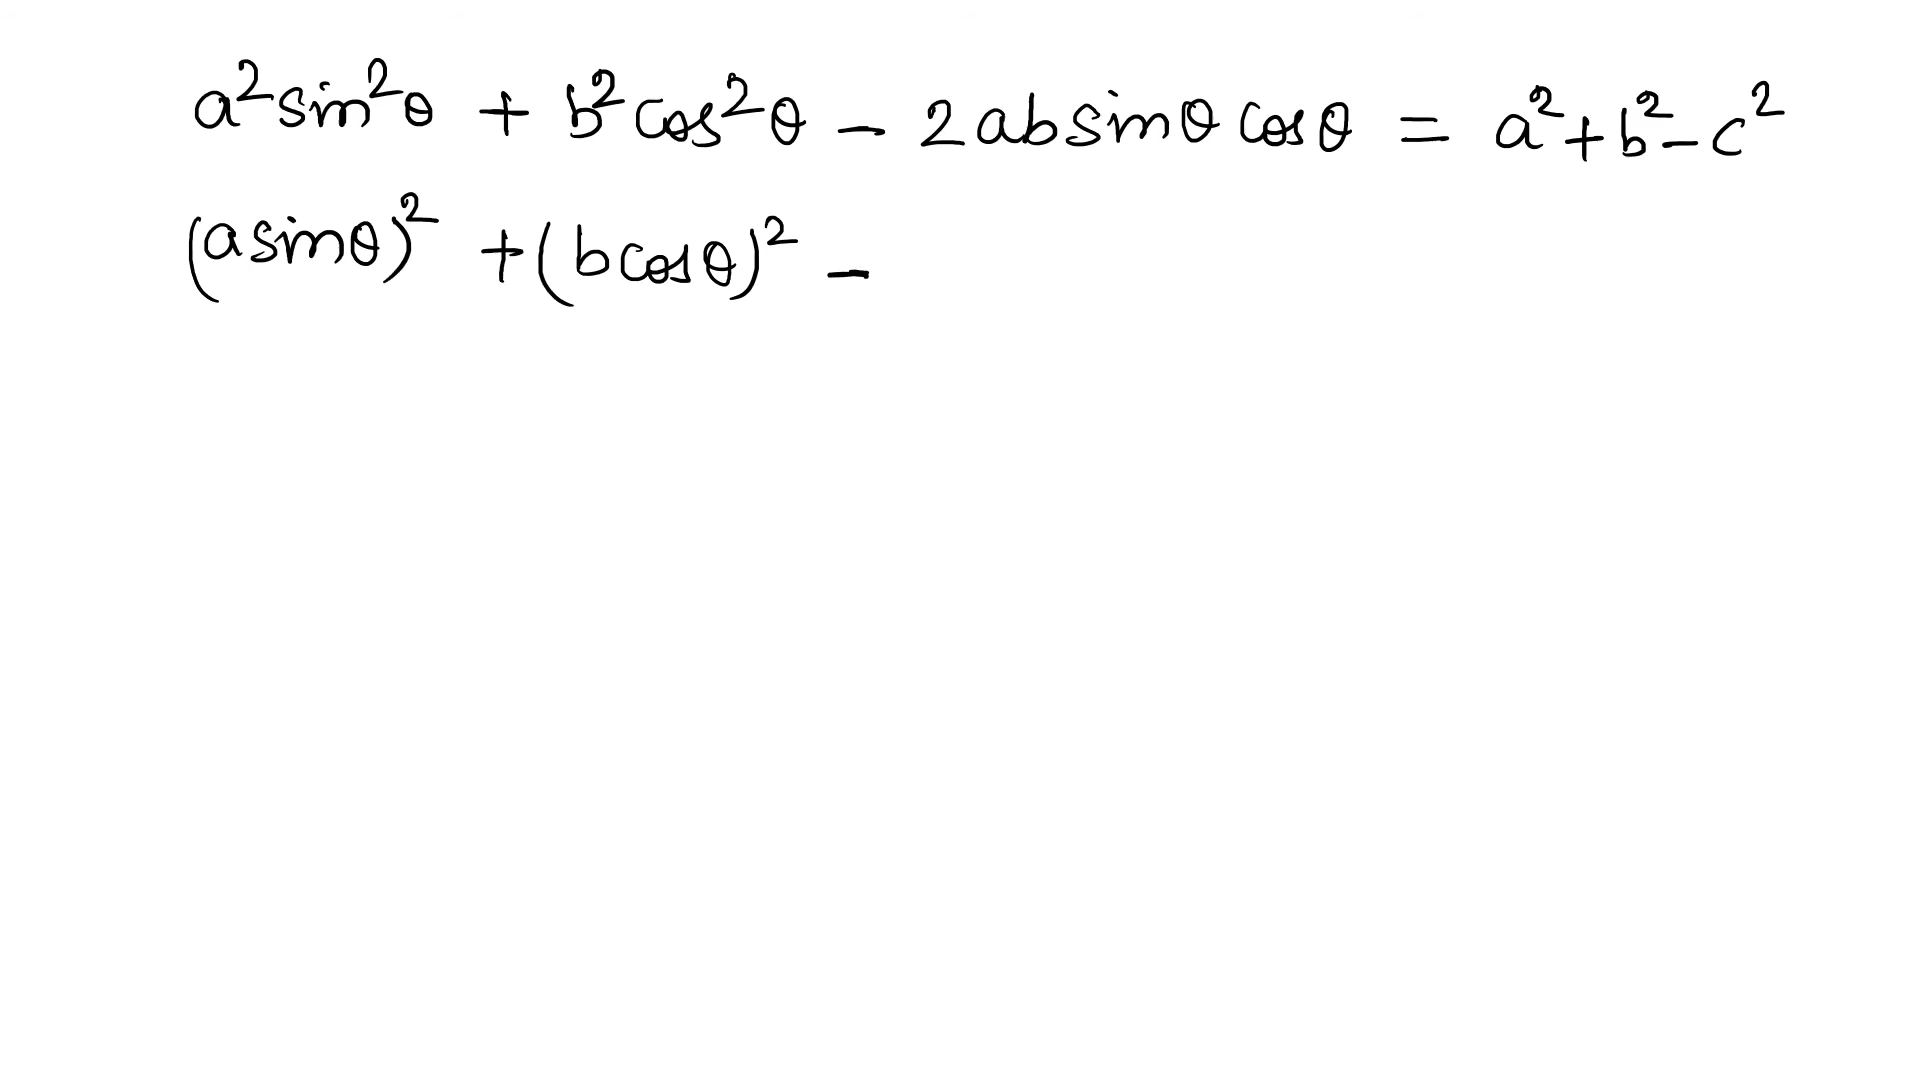 a²sin²θ + b²cos²θ - 2absinθ cosθ = a²+b²-c²
(asinθ)² +(bcosθ)² -